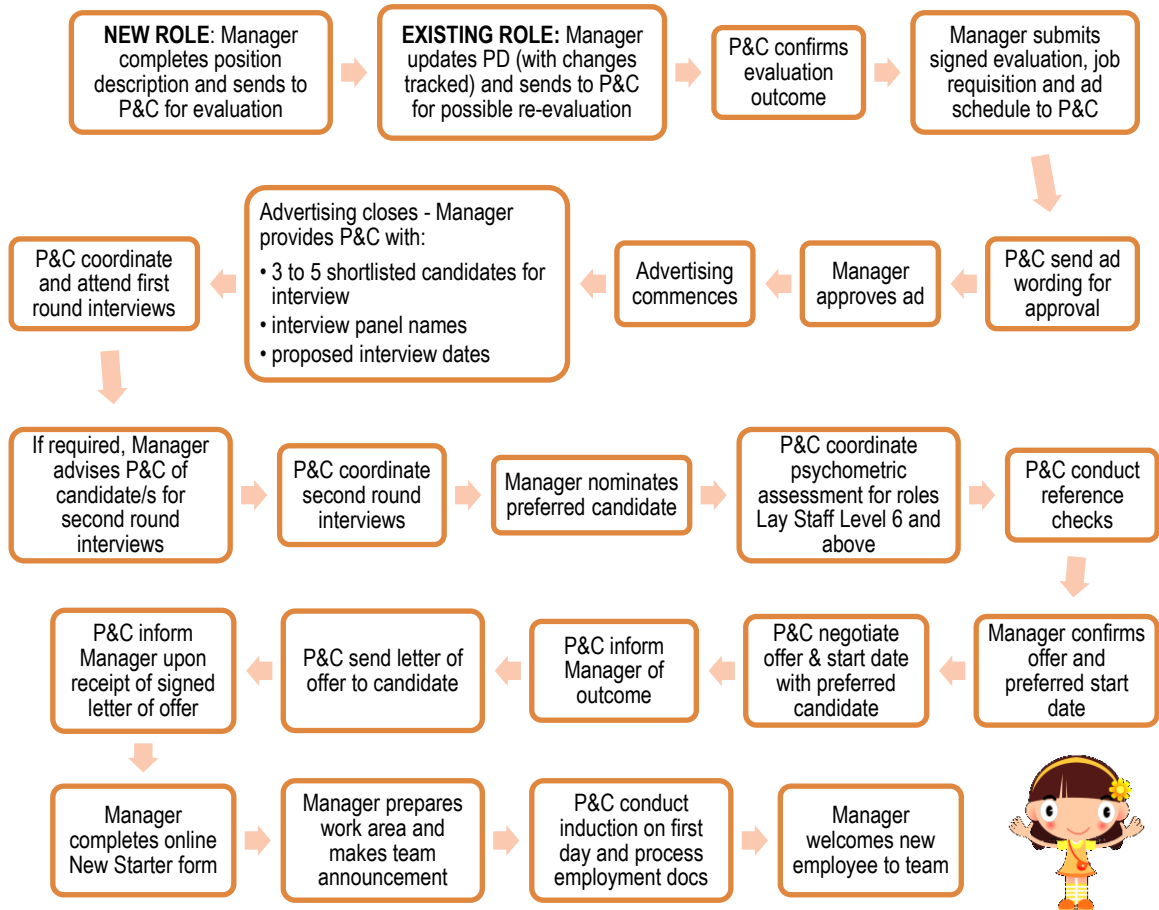 NEW ROLE: Manager
completes position
description and sends to
P&C for evaluation
EXISTING ROLE: Manager
updates PD (with changes
tracked) and sends to P&C
for possible re-evaluation
P&C confirms
evaluation
outcome
Manager submits
signed evaluation, job
requisition and ad
schedule to P&C
P&C send ad
wording for
approval
Manager
approves ad
Advertising
commences
Advertising closes - Manager
provides P&C with:
• 3 to 5 shortlisted candidates for
interview
• interview panel names
• proposed interview dates
P&C coordinate
and attend first
round interviews
If required, Manager
advises P&C of
candidate/s for
second round
interviews
P&C coordinate
second round
interviews
Manager nominates
preferred candidate
P&C coordinate
psychometric
assessment for roles
Lay Staff Level 6 and
above
P&C conduct
reference
checks
Manager confirms
offer and
preferred start
date
P&C negotiate
offer & start date
with preferred
candidate
P&C inform
Manager of
outcome
P&C send letter of
offer to candidate
P&C inform
Manager upon
receipt of signed
letter of offer
Manager
completes online
New Starter form
Manager prepares
work area and
makes team
announcement
P&C conduct
induction on first
day and process
employment docs
Manager
welcomes new
employee to team